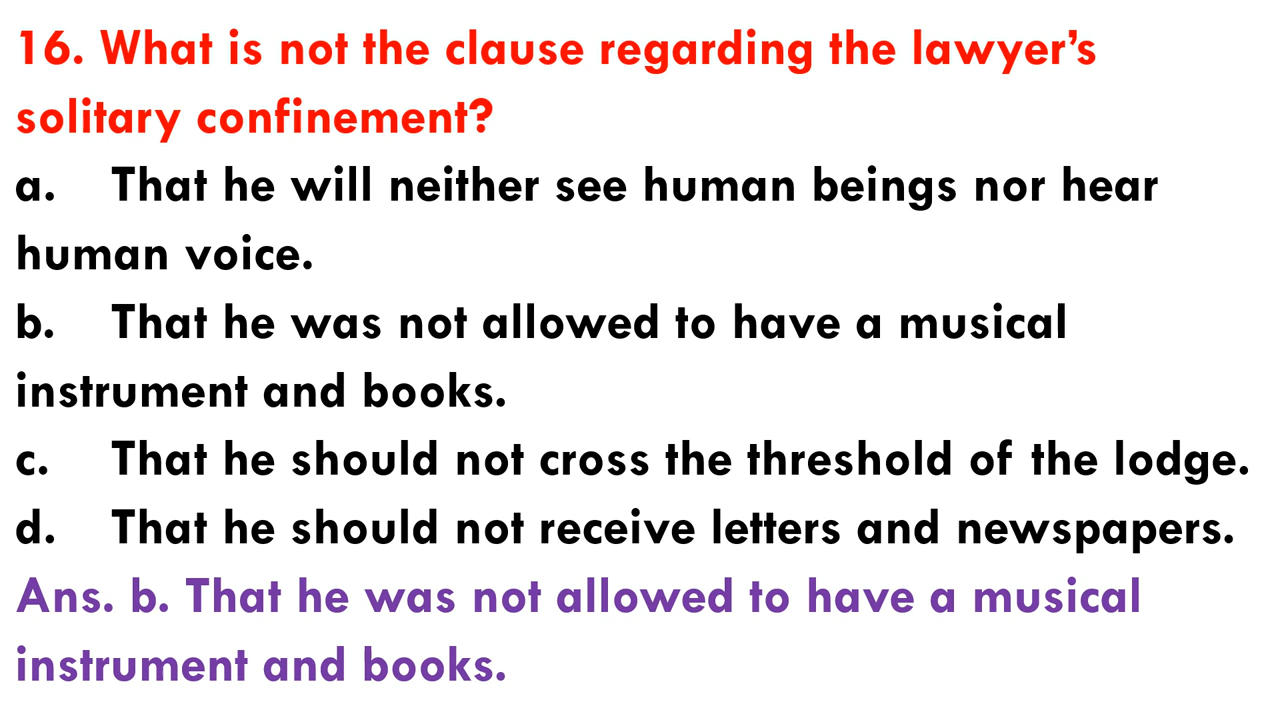 16. What is not the clause regarding the lawyer’s
solitary confinement?
a. That he will neither see human beings nor hear
human voice.
b. That he was not allowed to have a musical
instrument and books.
c. That he should not cross the threshold of the lodge.
d. That he should not receive letters and newspapers.
Ans. b. That he was not allowed to have a musical
instrument and books.